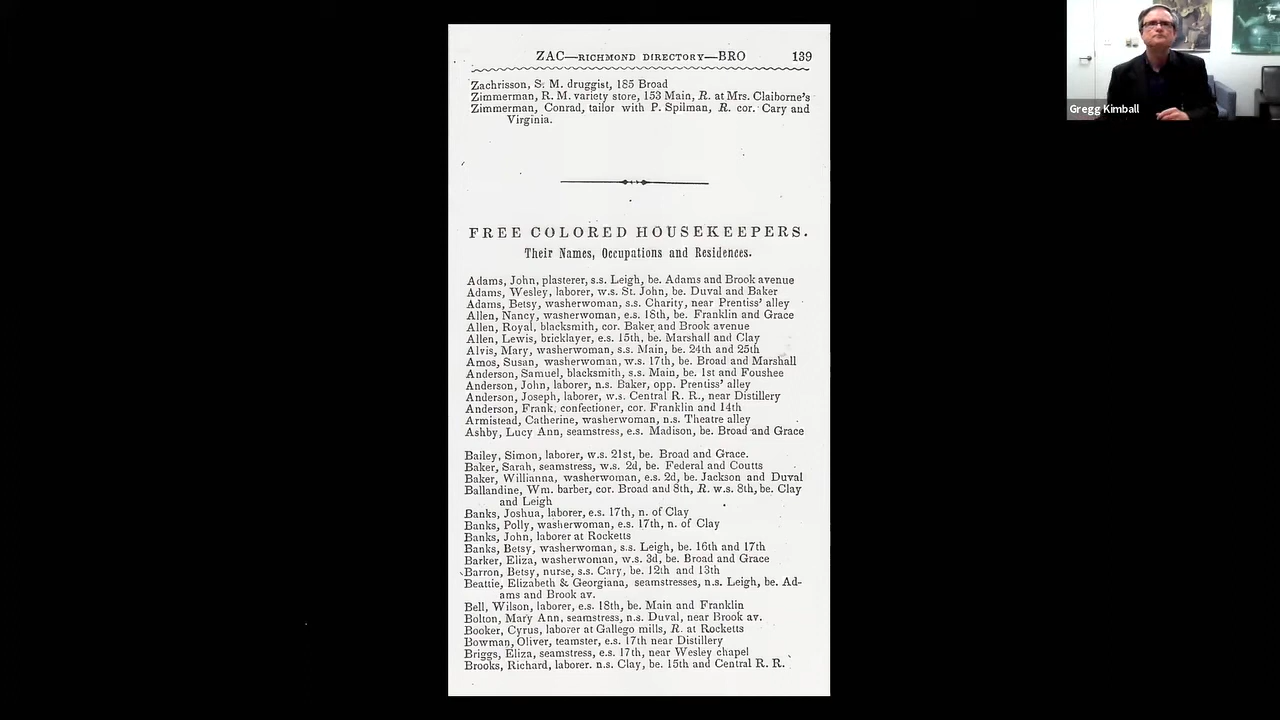 ZAC—RICHMOND DIRECTORY—BRO 139
Zachrisson, S. M. druggist, 185 Broad
Zimmerman, R. M. variety store, 153 Main, R. at Mrs. Claiborne's
Zimmerman, Conrad, tailor with P. Spilman, R. cor. Cary and
Virginia.
FREE COLORED HOUSEKEEPERS.
Their Names, Occupations and Residences.
Adams, John, plasterer, s.s. Leigh, be. Adams and Brook avenue
Adams, Wesley, laborer, w.s. St. John, be. Duval and Baker
Adams, Betsy, washerwoman, s.s. Charity, near Prentiss' alley
Allen, Nancy, washerwoman, e.s. 18th, be. Franklin and Grace
Allen, Royal, blacksmith, cor. Baker and Brook avenue
Allen, Lewis, bricklayer, e.s. 15th, be. Marshall and Clay
Alvis, Mary, washerwoman, s.s. Main, be. 24th and 25th
Amos, Susan, washerwoman, w.s. 17th, be. Broad and Marshall
Anderson, Samuel, blacksmith, s.s. Main, be. 1st and Foushee
Anderson, John, laborer, n.s. Baker, opp. Prentiss' alley
Anderson, Joseph, laborer, w.s. Central R. R., near Distillery
Anderson, Frank, confectioner, cor. Franklin and 14th
Armistead, Catherine, washerwoman, n.s. Theatre alley
Ashby, Lucy Ann, seamstress, e.s. Madison, be. Broad and Grace
Bailey, Simon, laborer, w.s. 21st, be. Broad and Grace.
Baker, Sarah, seamstress, w.s. 2d, be. Federal and Coutts
Baker, Willianna, washerwoman, e.s. 2d, be. Jackson and Duval
Ballandine, Wm. barber, cor. Broad and 8th, R. w.s. 8th, be. Clay
and Leigh
Banks, Joshua, laborer, e.s. 17th, n. of Clay
Banks, Polly, washerwoman, e.s. 17th, n. of Clay
Banks, John, laborer at Rocketts
Banks, Betsy, washerwoman, s.s. Leigh, be. 16th and 17th
Barker, Eliza, washerwoman, w.s. 3d, be. Broad and Grace
Barron, Betsy, nurse, s.s. Cary, be. 12th and 13th
Beattie, Elizabeth & Georgiana, seamstresses, n.s. Leigh, be. Ad-
ams and Brook av.
Bell, Wilson, laborer, e.s. 18th, be. Main and Franklin
Bolton, Mary Ann, seamstress, n.s. Duval, near Brook av.
Booker, Cyrus, laborer at Gallego mills, R. at Rocketts
Bowman, Oliver, teamster, e.s. 17th near Distillery
Briggs, Eliza, seamstress, e.s. 17th, near Wesley chapel
Brooks, Richard, laborer. n.s. Clay, be. 15th and Central R. R.
Gregg Kimball